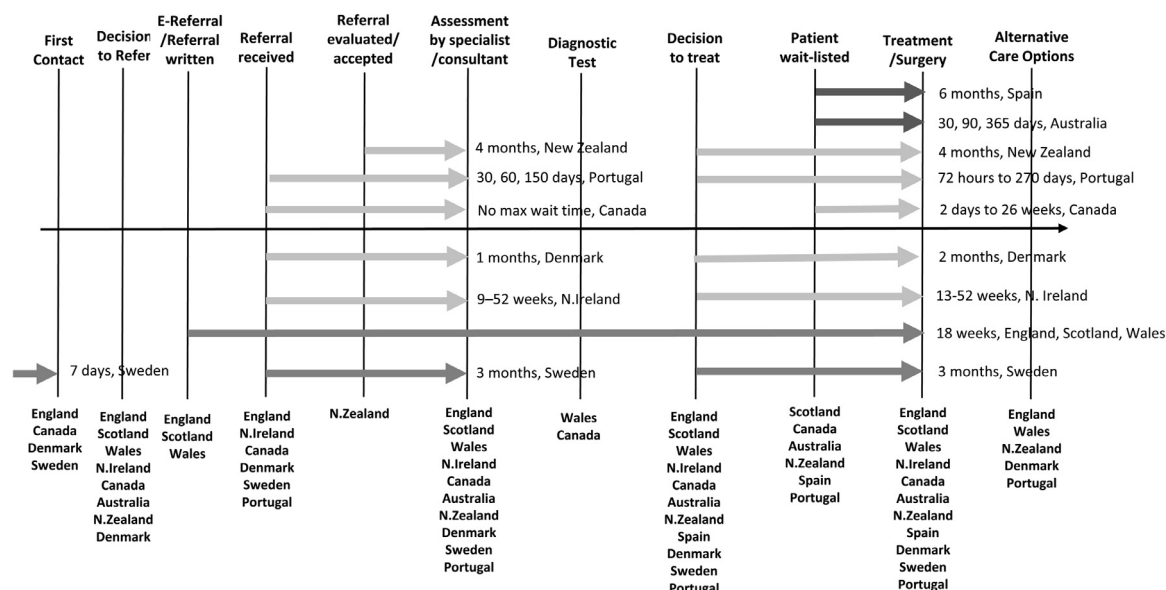 First
Contact
Decision
to Refer
E-Referral
/Referral
written
Referral
received
Referral
evaluated/
accepted
Assessment
by specialist
/consultant
Diagnostic
Test
Decision
to treat
Patient
wait-listed
Treatment
/Surgery
Alternative
Care Options
6 months, Spain
30, 90, 365 days, Australia
4 months, New Zealand
4 months, New Zealand
30, 60, 150 days, Portugal
72 hours to 270 days, Portugal
No max wait time, Canada
2 days to 26 weeks, Canada
1 months, Denmark
2 months, Denmark
9–52 weeks, N.Ireland
13-52 weeks, N. Ireland
18 weeks, England, Scotland, Wales
7 days, Sweden
3 months, Sweden
3 months, Sweden
England
Canada
Denmark
Sweden
England
Scotland
Wales
N.Ireland
Canada
Australia
N.Zealand
Denmark
England
Scotland
Wales
England
N.Ireland
Canada
Denmark
Sweden
Portugal
N.Zealand
England
Scotland
Wales
N.Ireland
Canada
Australia
N.Zealand
Denmark
Sweden
Portugal
Wales
Canada
England
Scotland
Wales
N.Ireland
Canada
Australia
N.Zealand
Spain
Denmark
Sweden
Portugal
Scotland
Canada
Australia
N.Zealand
Spain
Portugal
England
Scotland
Wales
N.Ireland
Canada
Australia
N.Zealand
Spain
Denmark
Sweden
Portugal
England
Wales
N.Zealand
Denmark
Portugal